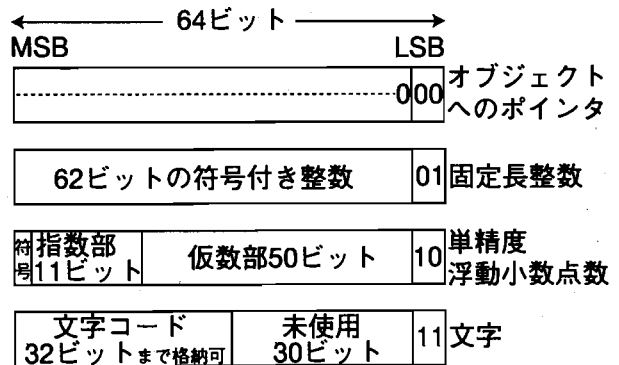 64ビット
MSB LSB
000 オブジェクト
へのポインタ
62ビットの符号付き整数 01 固定長整数
符号 指数部 11ビット 仮数部50ビット 10 単精度
浮動小数点数
文字コード 未使用 11 文字
32ビットまで格納可 30ビット